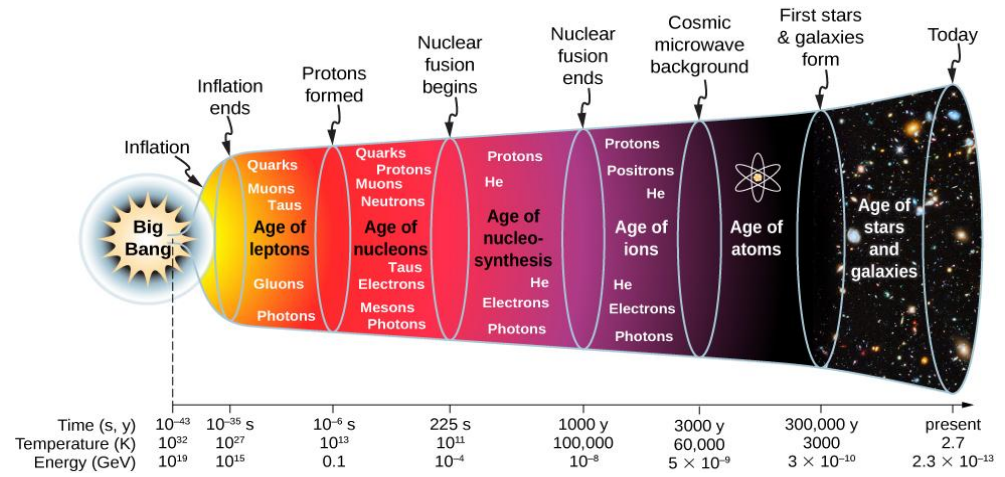 Inflation
Inflation
ends
Protons
formed
Nuclear
fusion
begins
Nuclear
fusion
ends
Cosmic
microwave
background
First stars
& galaxies
form
Today
Big
Bang
Quarks
Muons
Taus
Age of
leptons
Gluons
Photons
Quarks
Protons
Muons
Neutrons
Age of
nucleons
Taus
Electrons
Mesons
Photons
Protons
He
Age of
nucleo-
synthesis
He
Electrons
Photons
Protons
Positrons
He
Age of
ions
He
Electrons
Photons
Age of
atoms
Age of
stars
and
galaxies
Time (s, y) 10⁻⁴³ 10⁻³⁵ s 10⁻⁶ s 225 s 1000 y 3000 y 300,000 y present
Temperature (K) 10³² 10²⁷ 10¹³ 10¹¹ 100,000 60,000 3000 2.7
Energy (GeV) 10¹⁹ 10¹⁵ 0.1 10⁻⁴ 10⁻⁸ 5 × 10⁻⁹ 3 × 10⁻¹⁰ 2.3 × 10⁻¹³